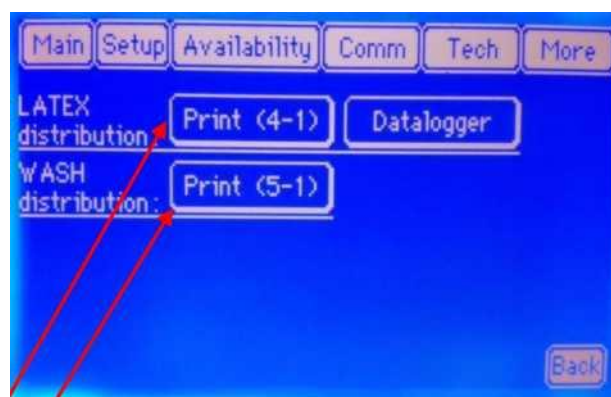 Main Setup Availability Comm Tech More
LATEX
distribution : Print (4-1) Datalogger
WASH
distribution : Print (5-1)
Back